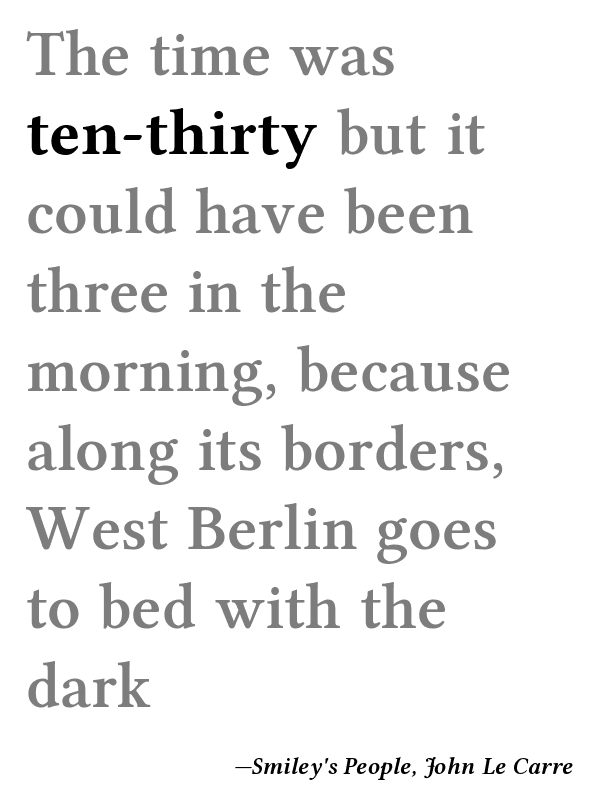 The time was
ten-thirty but it
could have been
three in the
morning, because
along its borders,
West Berlin goes
to bed with the
dark
—Smiley's People, John Le Carre